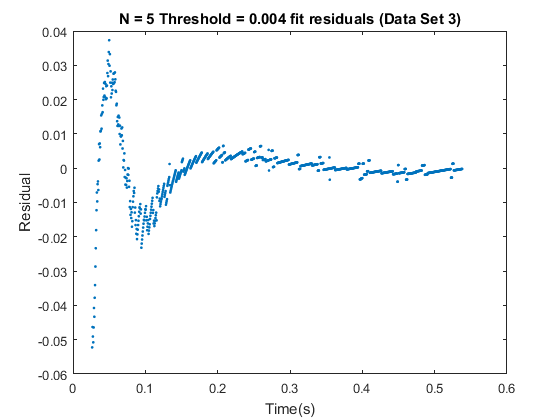 N = 5 Threshold = 0.004 fit residuals (Data Set 3)
0.04
0.03
0.02
0.01
0
-0.01
-0.02
-0.03
-0.04
-0.05
-0.06
Residual
0 0.1 0.2 0.3 0.4 0.5 0.6
Time(s)